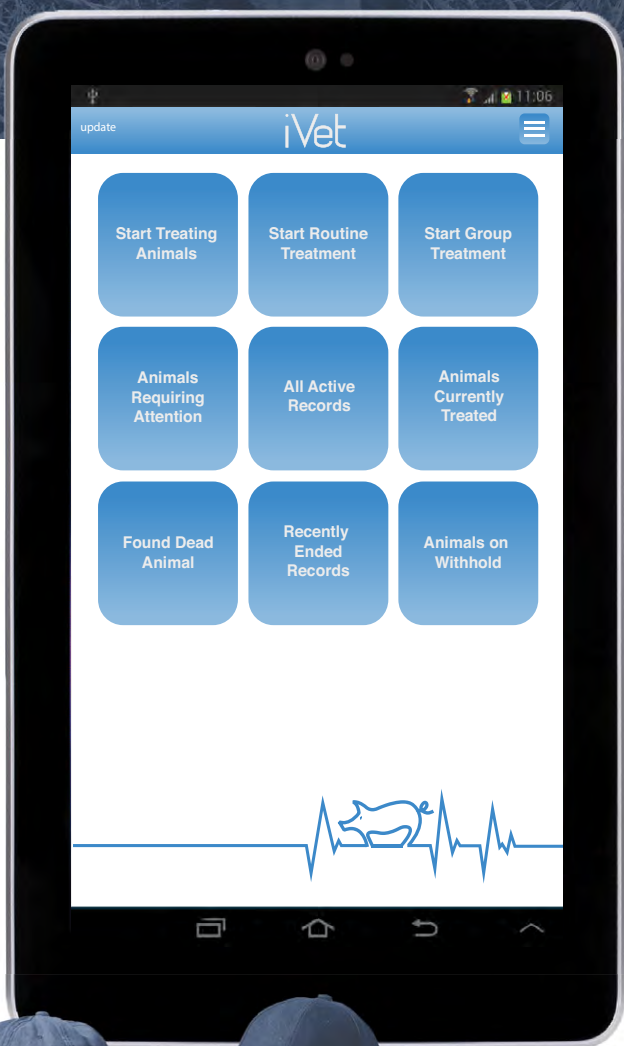 11:06
update
iVet
Start Treating
Animals
Start Routine
Treatment
Start Group
Treatment
Animals
Requiring
Attention
All Active
Records
Animals
Currently
Treated
Found Dead
Animal
Recently
Ended
Records
Animals on
Withhold